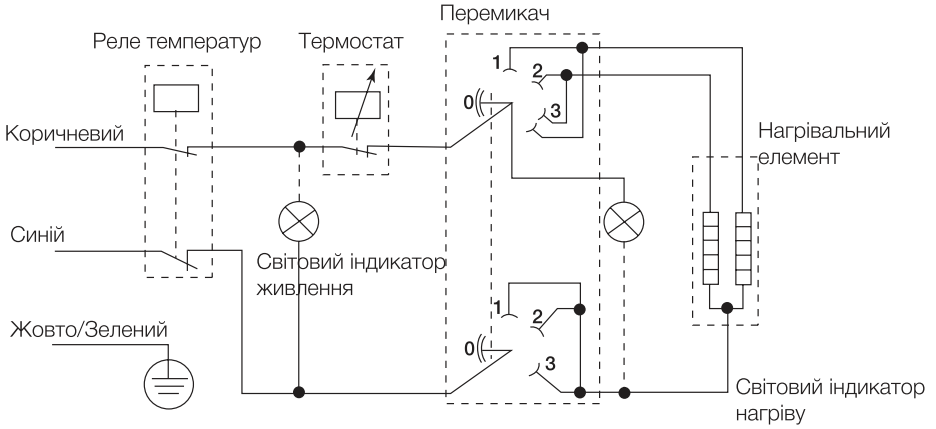 Перемикач
Реле температур
Термостат
1
2
0
3
Коричневий
Нагрівальний
елемент
Синій
Світовий індикатор
живлення
1
2
Жовто/Зелений
0
3
Світовий індикатор
нагріву